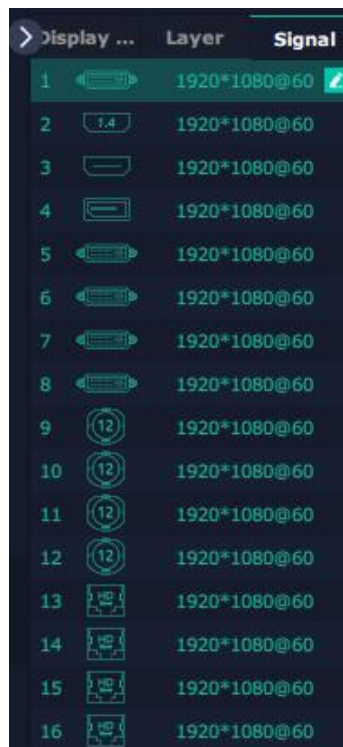 Display ... Layer Signal
1 1920*1080@60
2 1.4 1920*1080@60
3 1920*1080@60
4 1920*1080@60
5 1920*1080@60
6 1920*1080@60
7 1920*1080@60
8 1920*1080@60
9 12 1920*1080@60
10 12 1920*1080@60
11 12 1920*1080@60
12 12 1920*1080@60
13 HD 1920*1080@60
14 HD 1920*1080@60
15 HD 1920*1080@60
16 HD 1920*1080@60